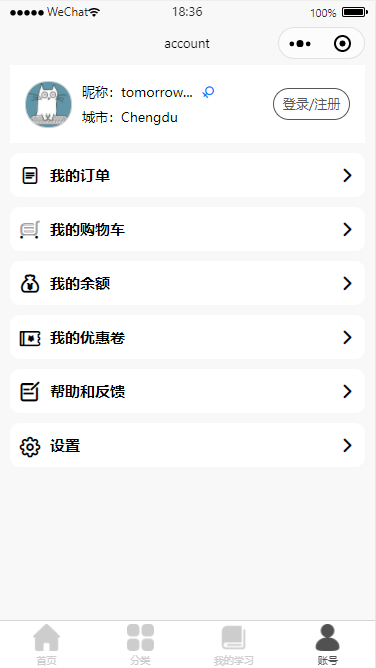 WeChat 18:36 100%
account
昵称：tomorrow...
城市：Chengdu
登录/注册
我的订单
我的购物车
我的余额
我的优惠卷
帮助和反馈
设置
首页 分类 我的学习 账号